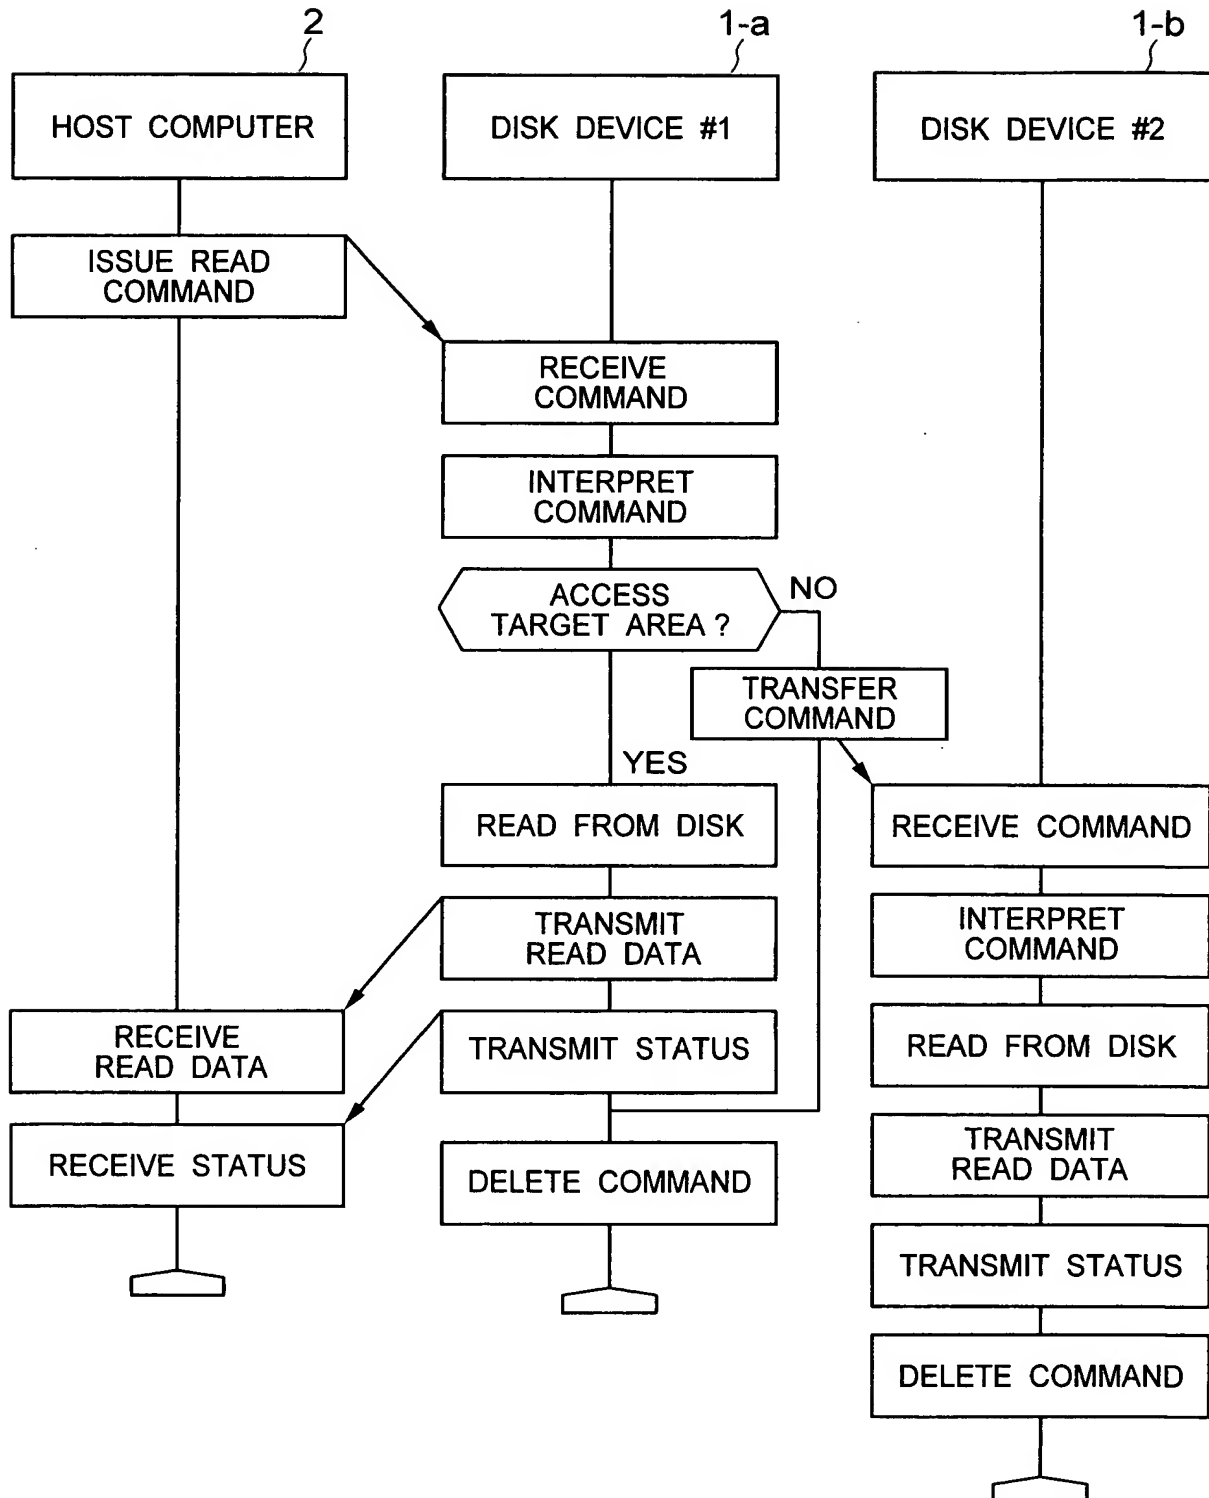 2
1-a
1-b
HOST COMPUTER
DISK DEVICE #1
DISK DEVICE #2
ISSUE READ
COMMAND
RECEIVE
COMMAND
INTERPRET
COMMAND
ACCESS
TARGET AREA ?
NO
TRANSFER
COMMAND
YES
READ FROM DISK
RECEIVE COMMAND
TRANSMIT
READ DATA
INTERPRET
COMMAND
RECEIVE
READ DATA
TRANSMIT STATUS
READ FROM DISK
RECEIVE STATUS
DELETE COMMAND
TRANSMIT
READ DATA
TRANSMIT STATUS
DELETE COMMAND